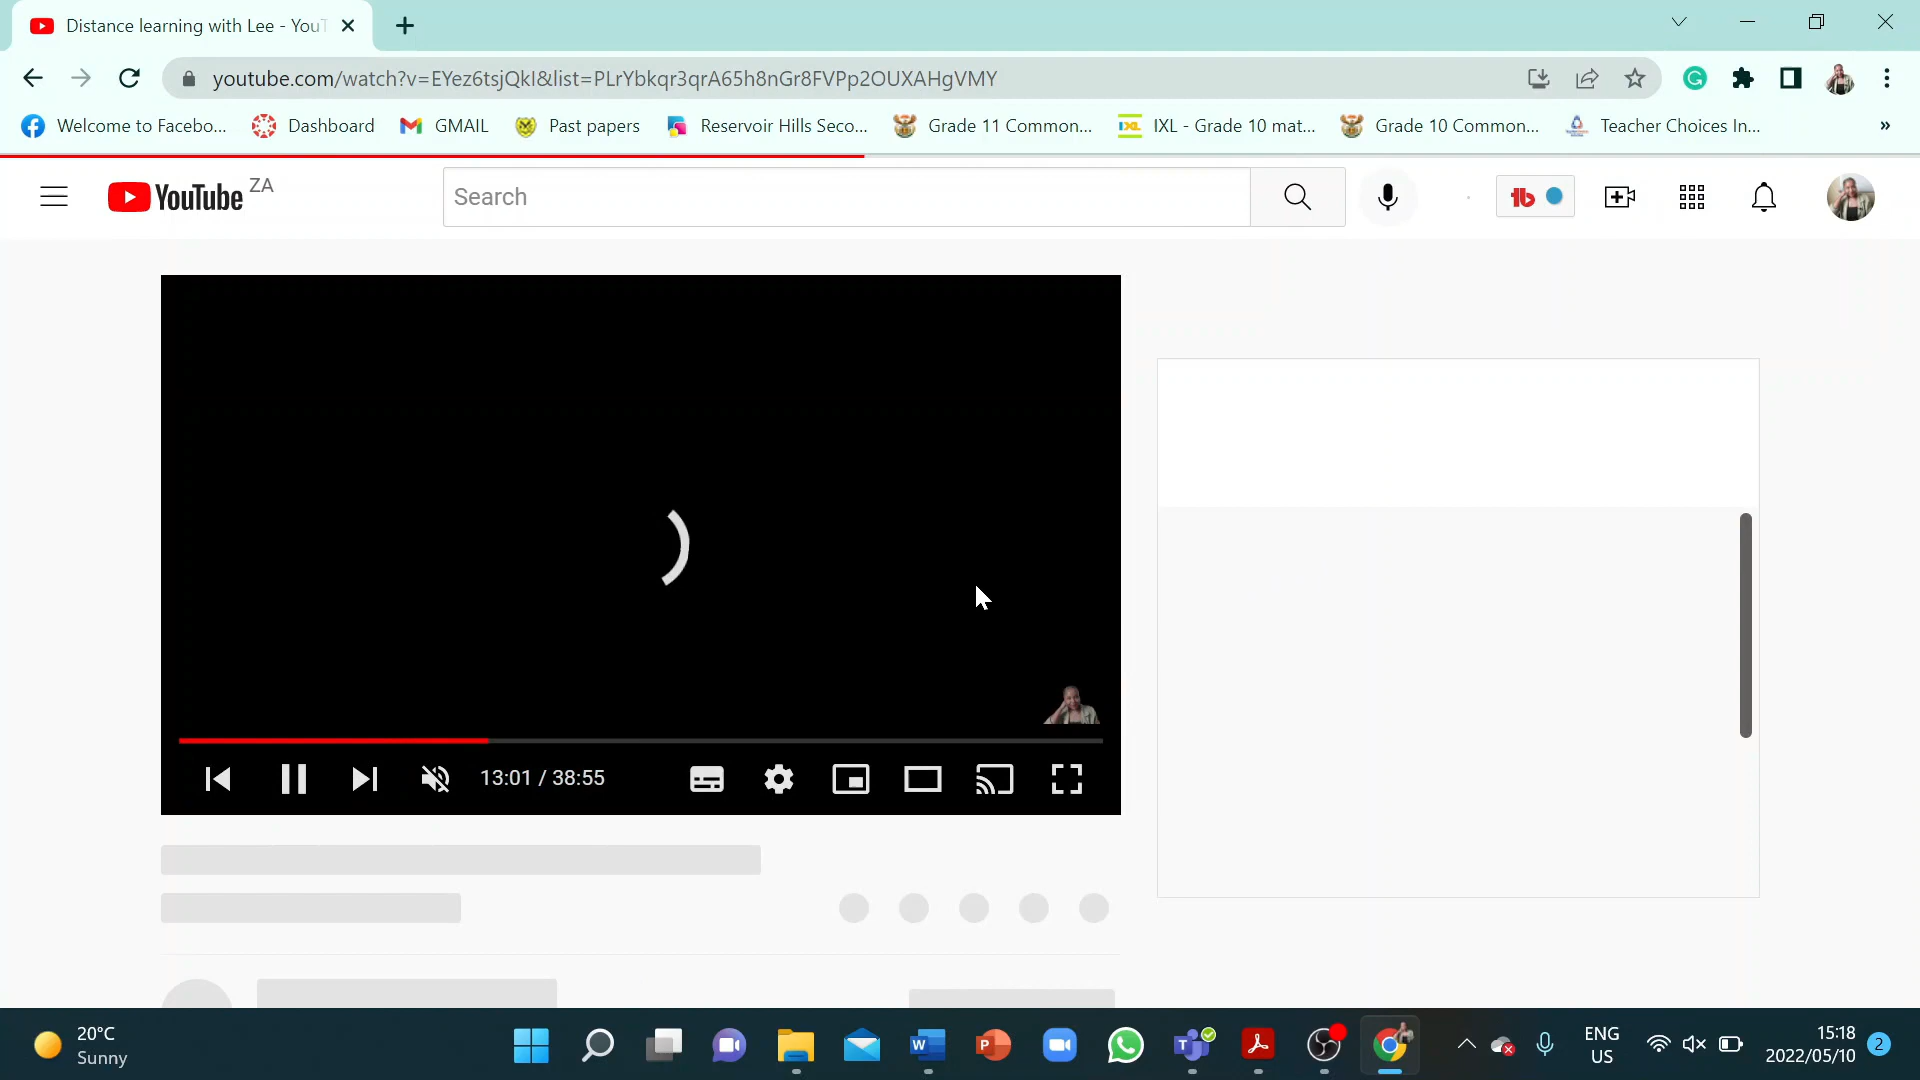 Distance learning with Lee - YouT
youtube.com/watch?v=EYez6tsjQkI&list=PLrYbkqr3qrA65h8nGr8FVPp2OUXAHgVMY
Welcome to Facebo...
Dashboard
GMAIL
Past papers
Reservoir Hills Seco...
Grade 11 Common...
IXL - Grade 10 mat...
Grade 10 Common...
Teacher Choices In...
YouTube ZA
Search
13:01 / 38:55
20°C
Sunny
ENG
US
15:18
2022/05/10
2